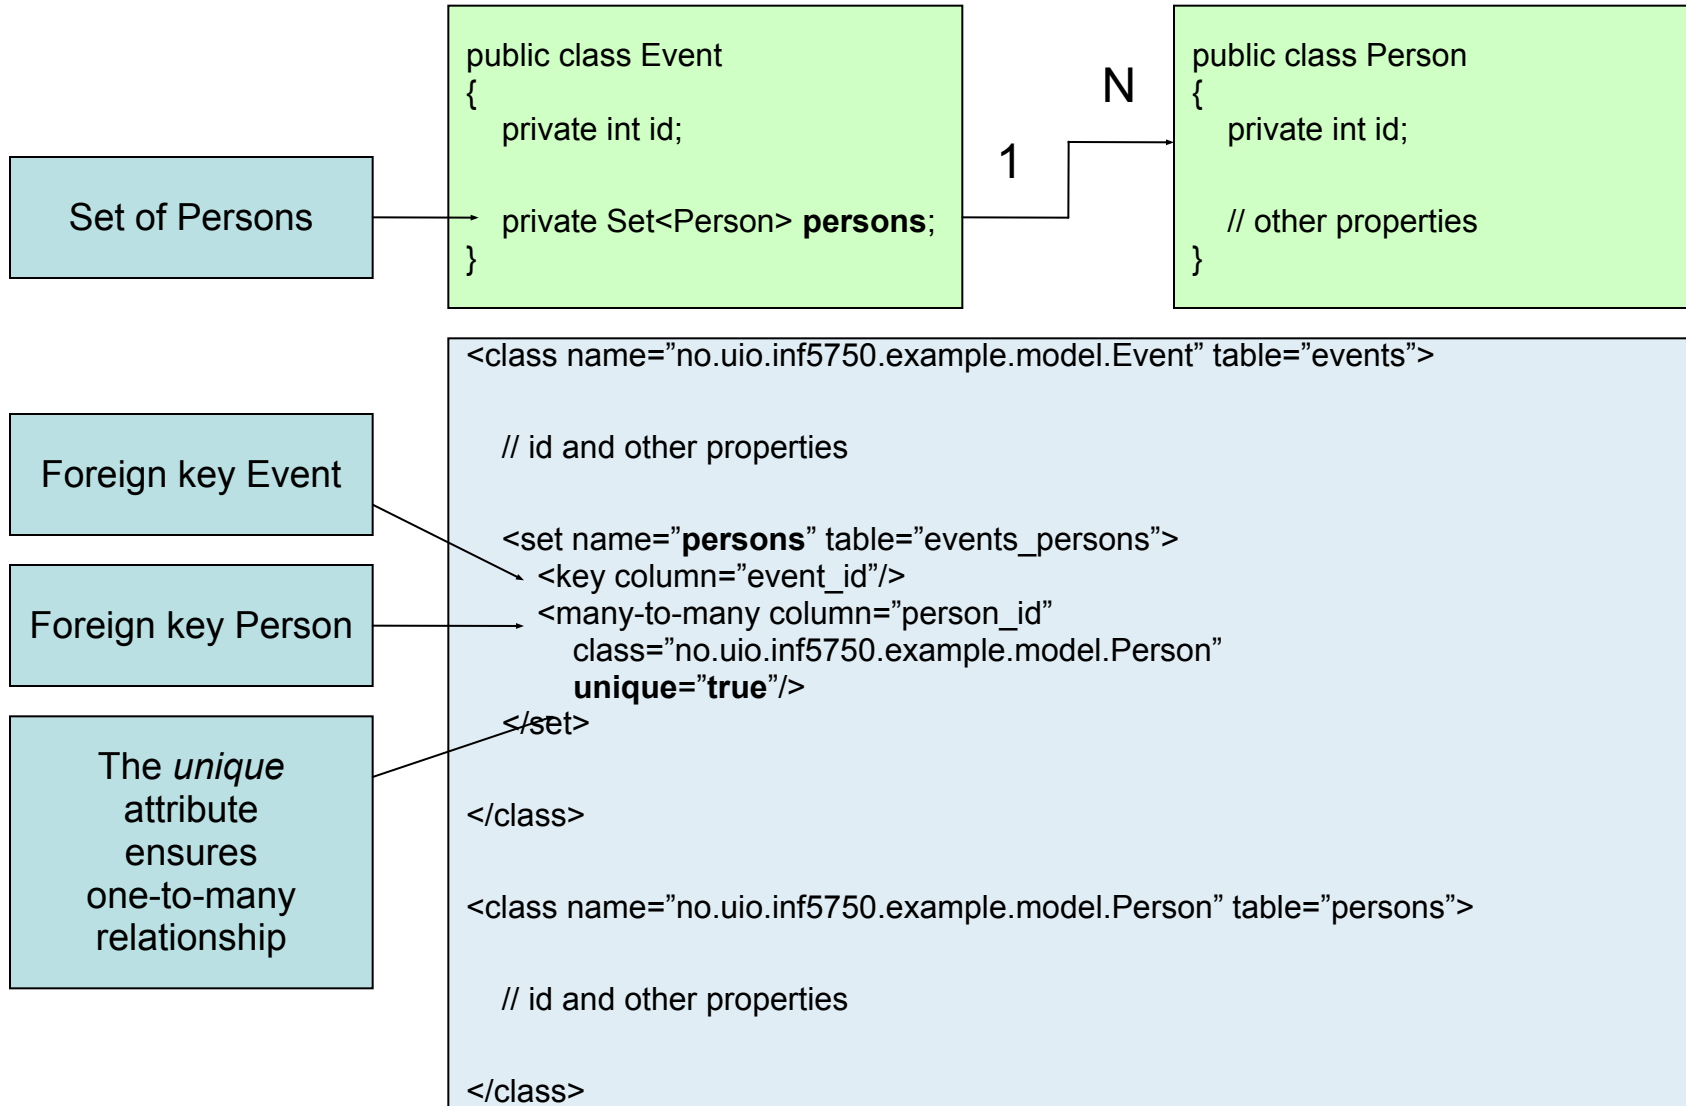 public class Event
{
private int id;
private Set<Person> persons;
}
1
N
public class Person
{
private int id;
// other properties
}
Set of Persons
<class name=”no.uio.inf5750.example.model.Event” table=”events”>
// id and other properties
<set name=”persons” table=”events_persons”>
<key column=”event_id”/>
<many-to-many column=”person_id”
class=”no.uio.inf5750.example.model.Person”
unique=”true”/>
</set>
</class>
<class name=”no.uio.inf5750.example.model.Person” table=”persons”>
// id and other properties
</class>
Foreign key Event
Foreign key Person
The unique
attribute
ensures
one-to-many
relationship